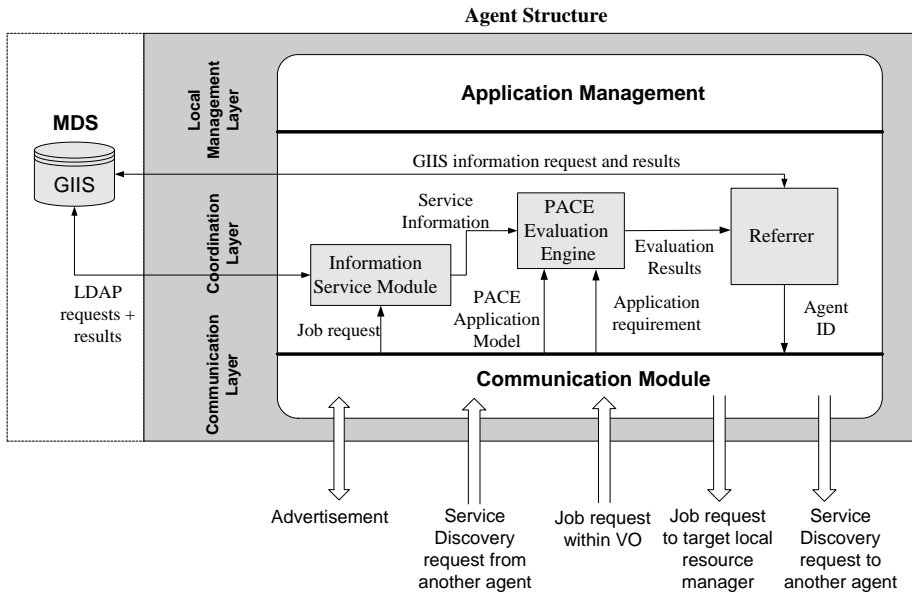 Agent Structure
Local
Management
Layer
Application Management
MDS
GIIS
GIIS information request and results
Coordination
Layer
Service
Information
PACE
Evaluation
Engine
Referrer
Evaluation
Results
Information
Service Module
LDAP
requests +
results
Job request
PACE
Application
Model
Application
requirement
Agent
ID
Communication
Layer
Communication Module
Advertisement
Service
Discovery
request from
another agent
Job request
within VO
Job request
to target local
resource
manager
Service
Discovery
request to
another agent